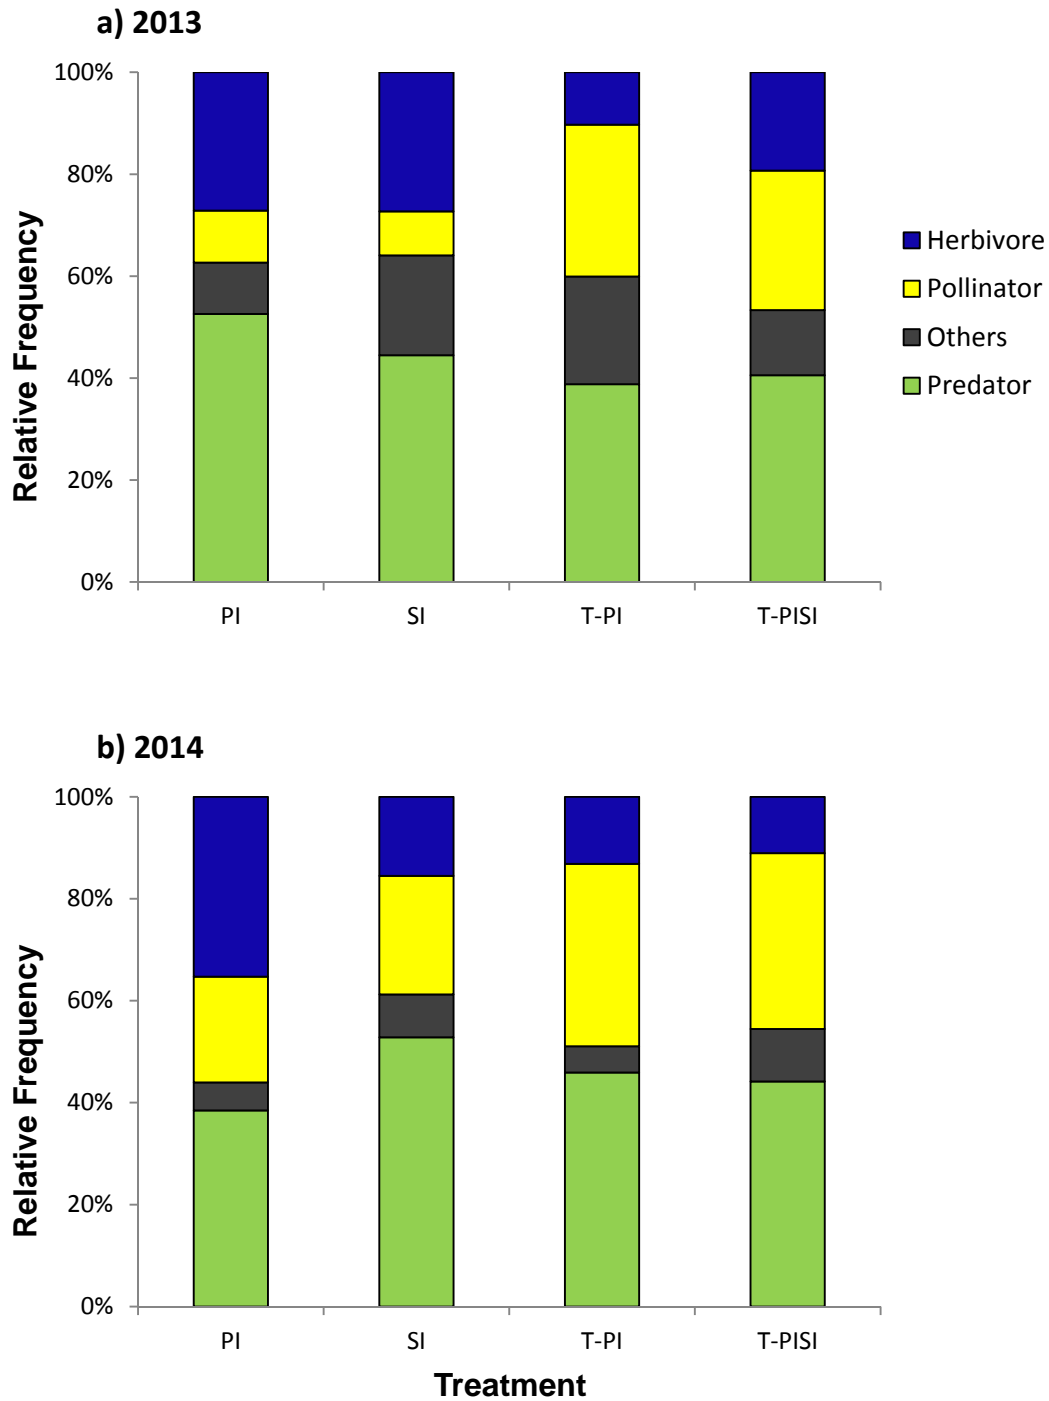 a) 2013
100%
80%
60%
40%
20%
0%
Relative Frequency
PI SI T-PI T-PISI
Herbivore
Pollinator
Others
Predator
b) 2014
100%
80%
60%
40%
20%
0%
Relative Frequency
PI SI T-PI T-PISI
Treatment